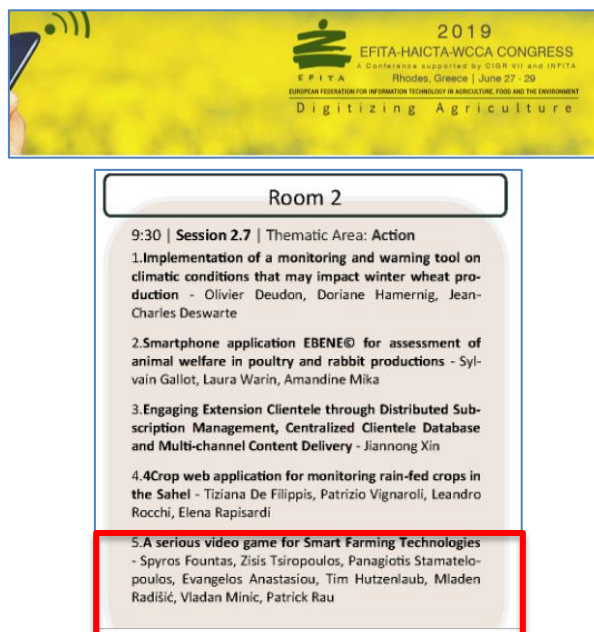 2019
EFITA-HAICTA-WCCA CONGRESS
A Conference supported by CIGR VII and INFITA
EFITA
Rhodes, Greece | June 27 - 29
EUROPEAN FEDERATION FOR INFORMATION TECHNOLOGY IN AGRICULTURE, FOOD AND THE ENVIRONMENT
Digitizing Agriculture
Room 2
9:30 | Session 2.7 | Thematic Area: Action
1.Implementation of a monitoring and warning tool on
climatic conditions that may impact winter wheat pro-
duction - Olivier Deudon, Doriane Hamernig, Jean-
Charles Deswarte
2.Smartphone application EBENE© for assessment of
animal welfare in poultry and rabbit productions - Syl-
vain Gallot, Laura Warin, Amandine Mika
3.Engaging Extension Clientele through Distributed Sub-
scription Management, Centralized Clientele Database
and Multi-channel Content Delivery - Jiannong Xin
4.4Crop web application for monitoring rain-fed crops in
the Sahel - Tiziana De Filippis, Patrizio Vignaroli, Leandro
Rocchi, Elena Rapisardi
5.A serious video game for Smart Farming Technologies
- Spyros Fountas, Zisis Tsiropoulos, Panagiotis Stamatelo-
poulos, Evangelos Anastasiou, Tim Hutzenlaub, Mladen
Radišić, Vladan Minic, Patrick Rau